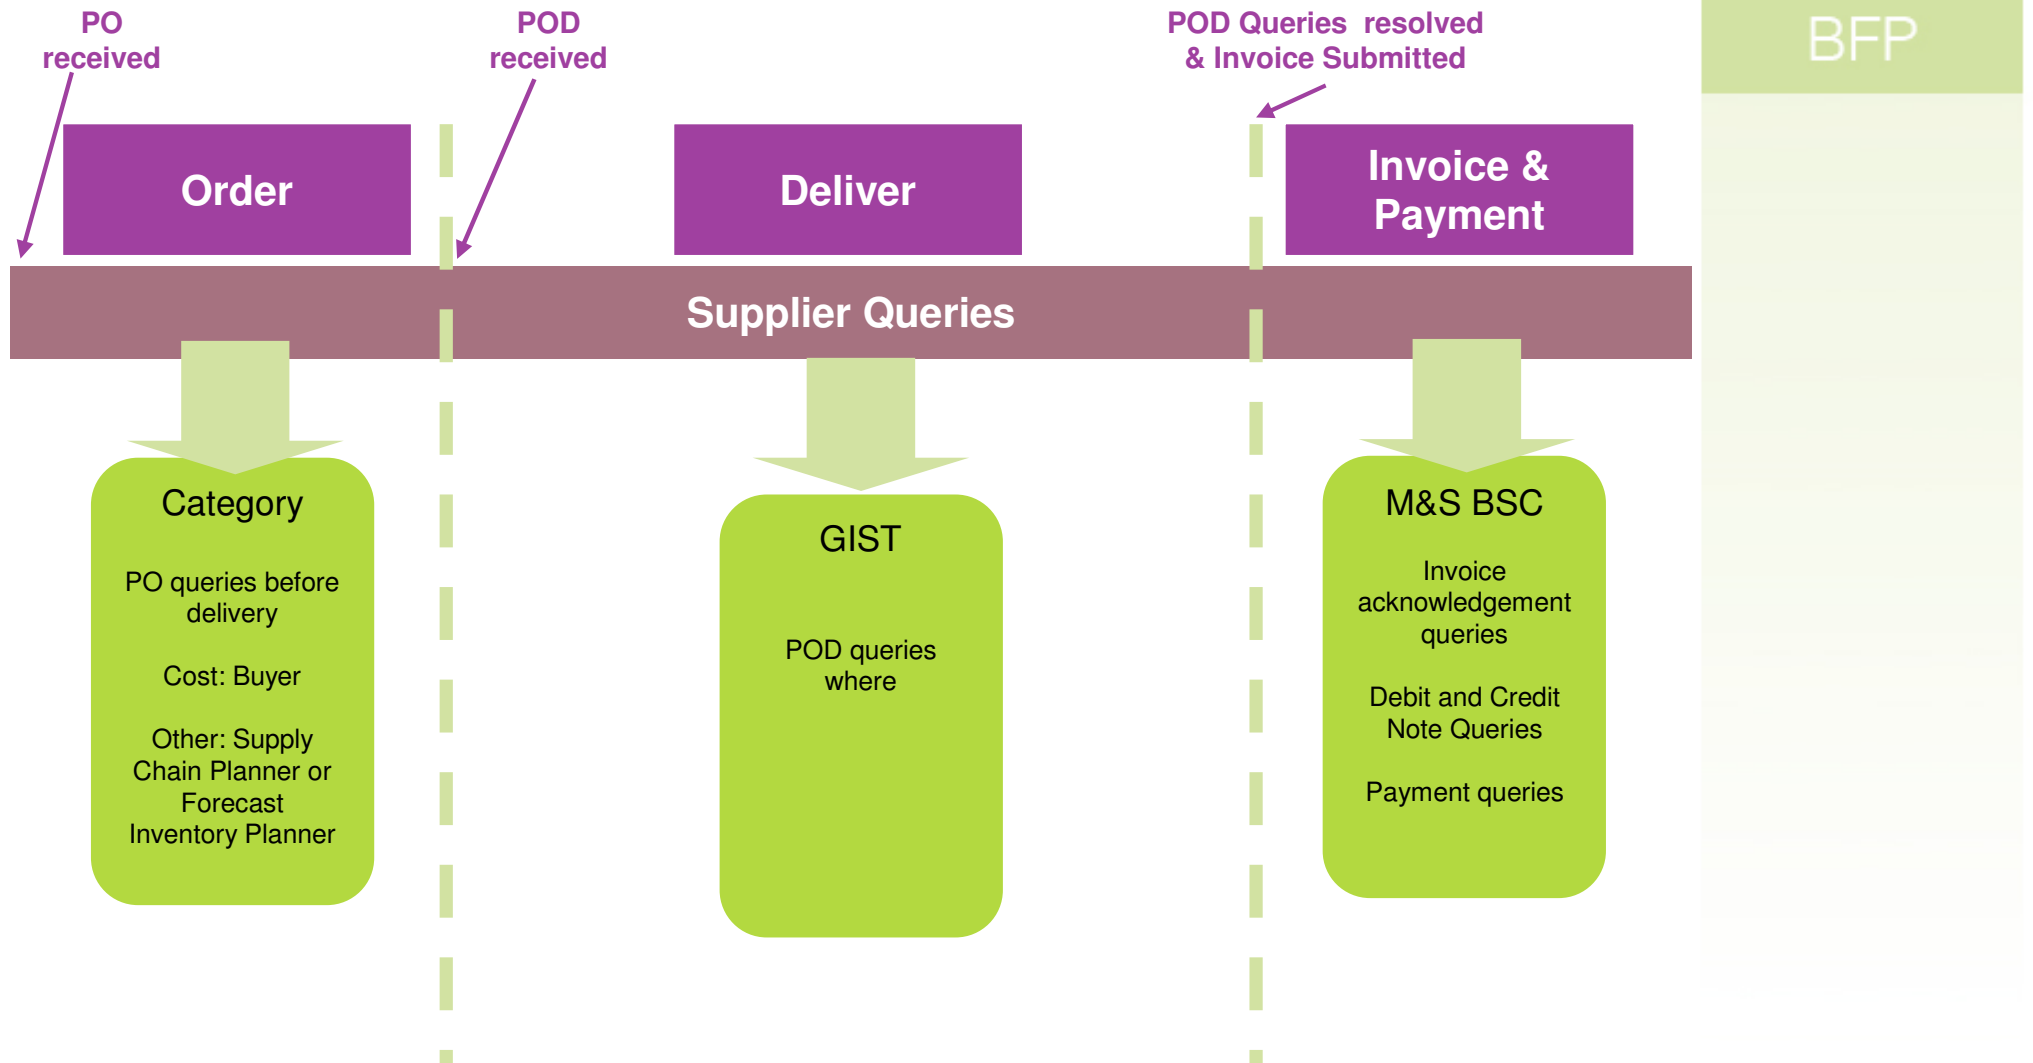 PO
received
POD
received
POD Queries  resolved
& Invoice Submitted
BFP
Order
Deliver
Invoice &
Payment
Supplier Queries
Category
PO queries before
delivery
Cost: Buyer
Other: Supply
Chain Planner or
Forecast
Inventory Planner
GIST
POD queries
where
M&S BSC
Invoice
acknowledgement
queries
Debit and Credit
Note Queries
Payment queries